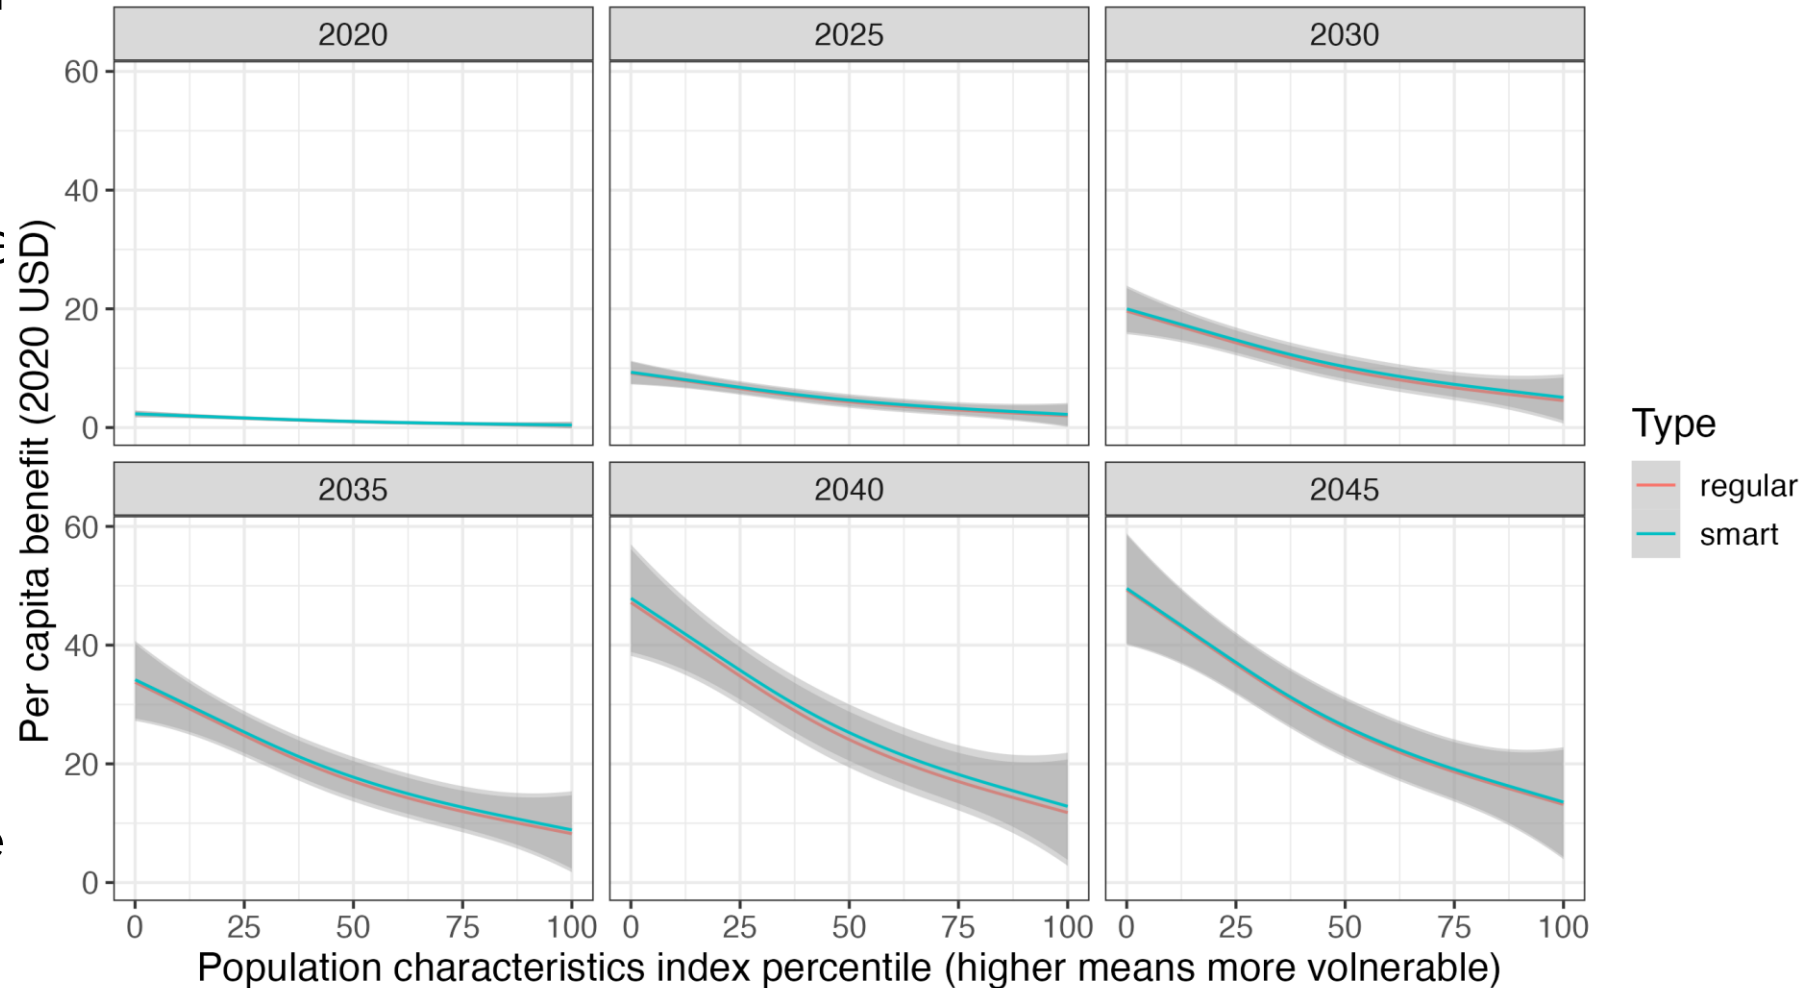 2020 2025 2030
60
40
20
0
Per capita benefit (2020 USD)
2035 2040 2045
60
40
20
0
0 25 50 75 100 0 25 50 75 100 0 25 50 75 100
Population characteristics index percentile (higher means more volnerable)
Type
regular
smart